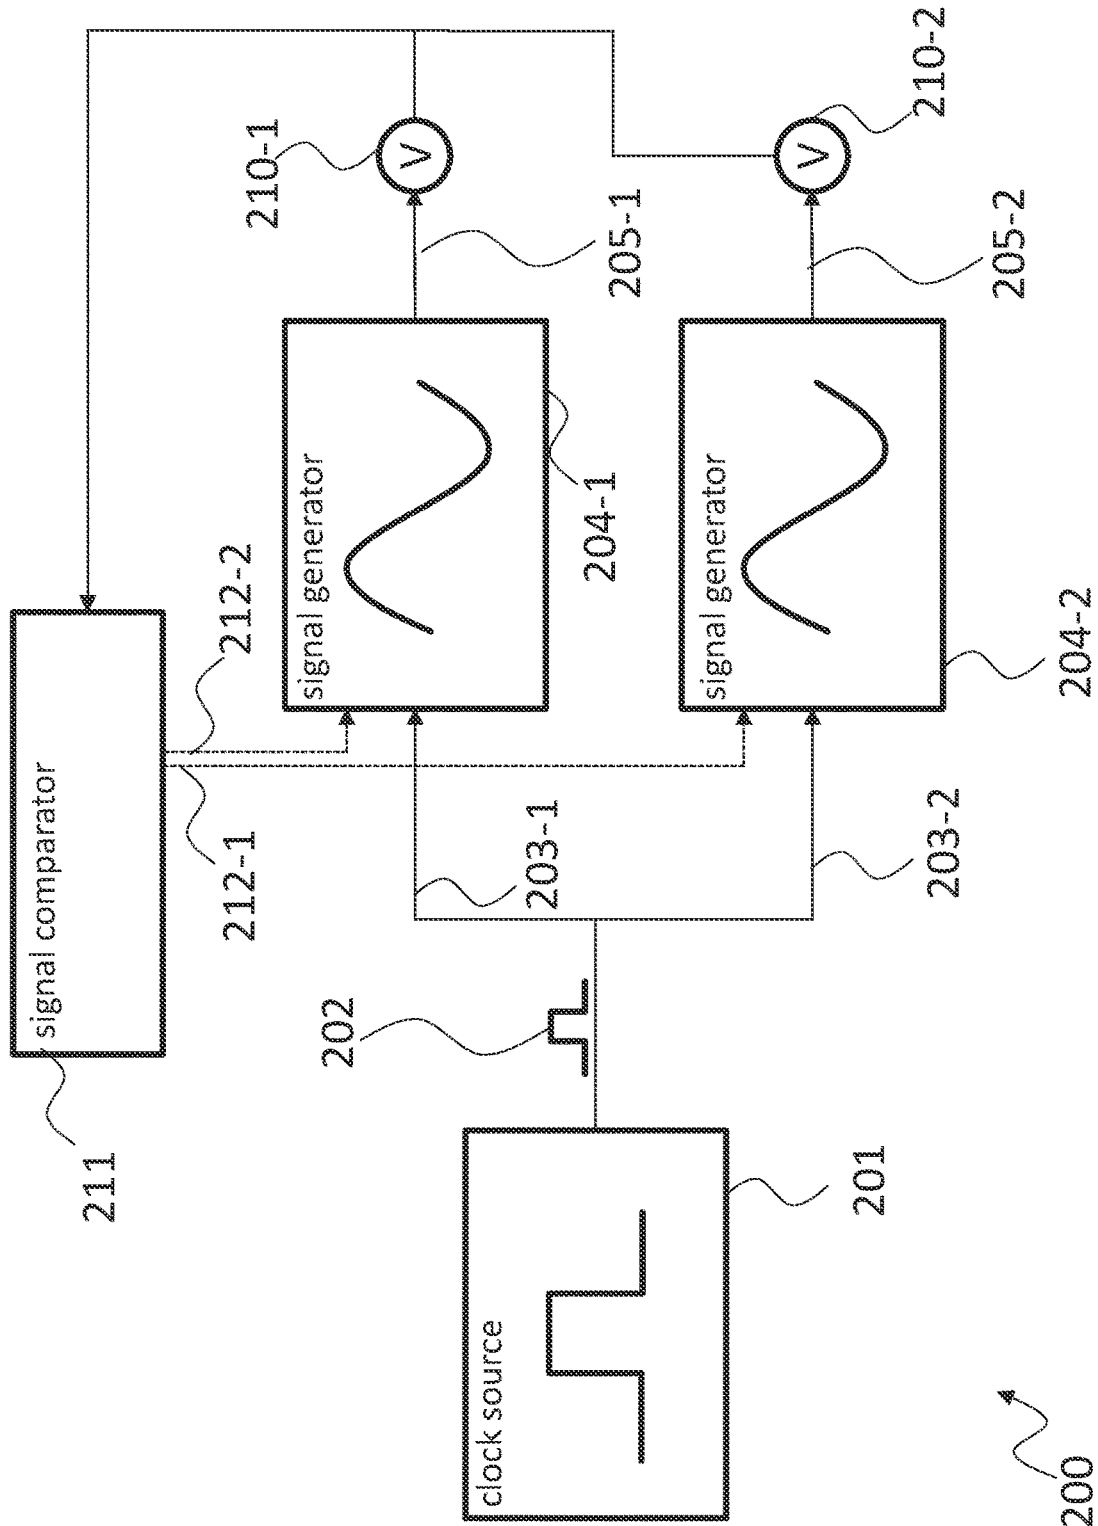 signal comparator
211
212-1
212-2
210-1
V
signal generator
204-1
205-1
202
203-1
clock source
201
203-2
signal generator
204-2
205-2
V
210-2
200